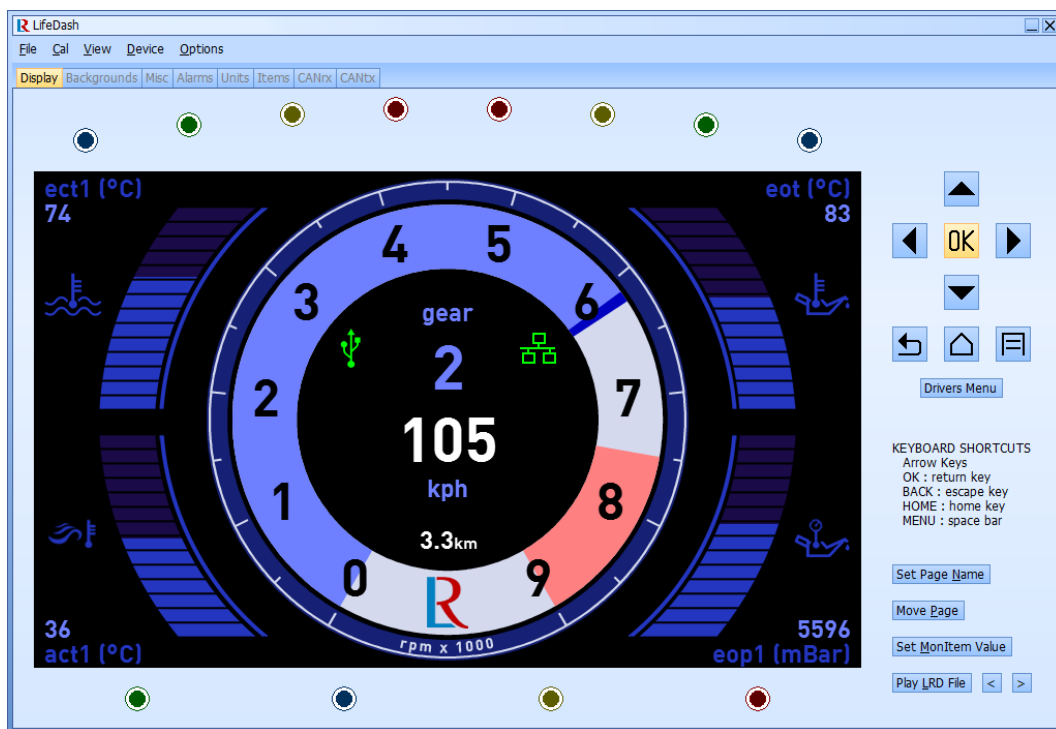 LifeDash
File Cal View Device Options
Display Backgrounds Misc Alarms Units Items CANrx CANtx
ect1 (°C)
74
eot (°C)
83
0
1
2
3
4
5
6
7
8
9
gear
2
105
kph
3.3km
LR
rpm x 1000
36
act1 (°C)
5596
eop1 (mBar)
OK
Drivers Menu
KEYBOARD SHORTCUTS
Arrow Keys
OK : return key
BACK : escape key
HOME : home key
MENU : space bar
Set Page Name
Move Page
Set MonItem Value
Play LRD File < >